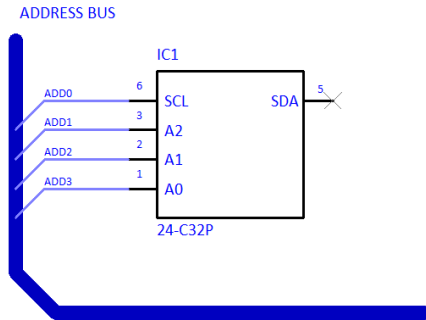 ADDRESS BUS
IC1
ADD0
6
SCL
SDA
5
ADD1
3
A2
ADD2
2
A1
ADD3
1
A0
24-C32P